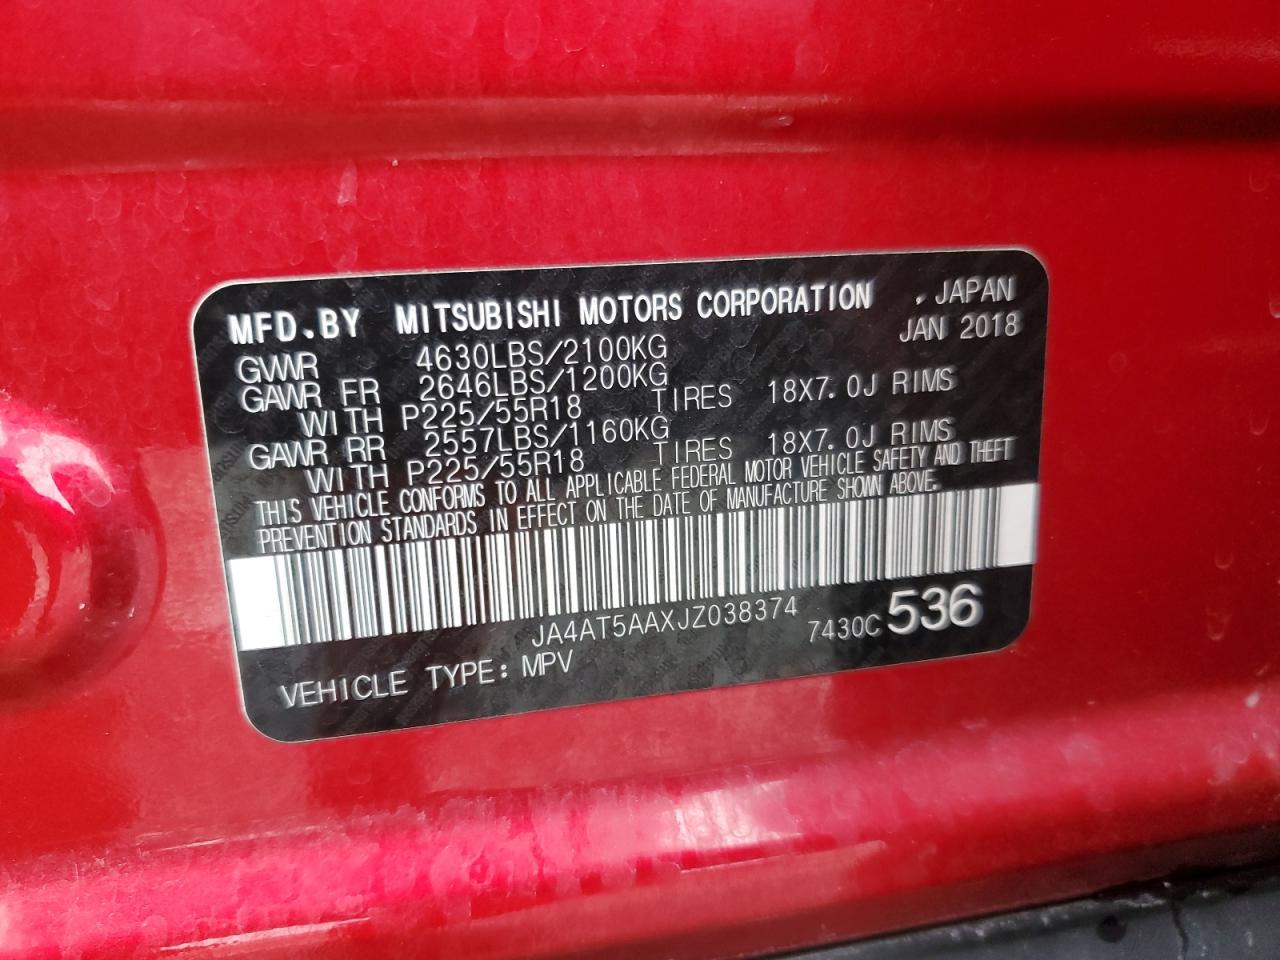 MFD.BY MITSUBISHI MOTORS CORPORATION , JAPAN
GWWR 4630LBS/2100KG JAN 2018
GAWR FR 2646LBS/1200KG
WITH P225/55R18 TIRES 18X7.0J RIMS
GAWR RR 2557LBS/1160KG
WITH P225/55R18 TIRES 18X7.0J RIMS
THIS VEHICLE CONFORMS TO ALL APPLICABLE FEDERAL MOTOR VEHICLE SAFETY AND THEFT
PREVENTION STANDARDS IN EFFECT ON THE DATE OF MANUFACTURE SHOWN ABOVE.
JA4AT5AAXJZ038374 7430C 536
VEHICLE TYPE: MPV